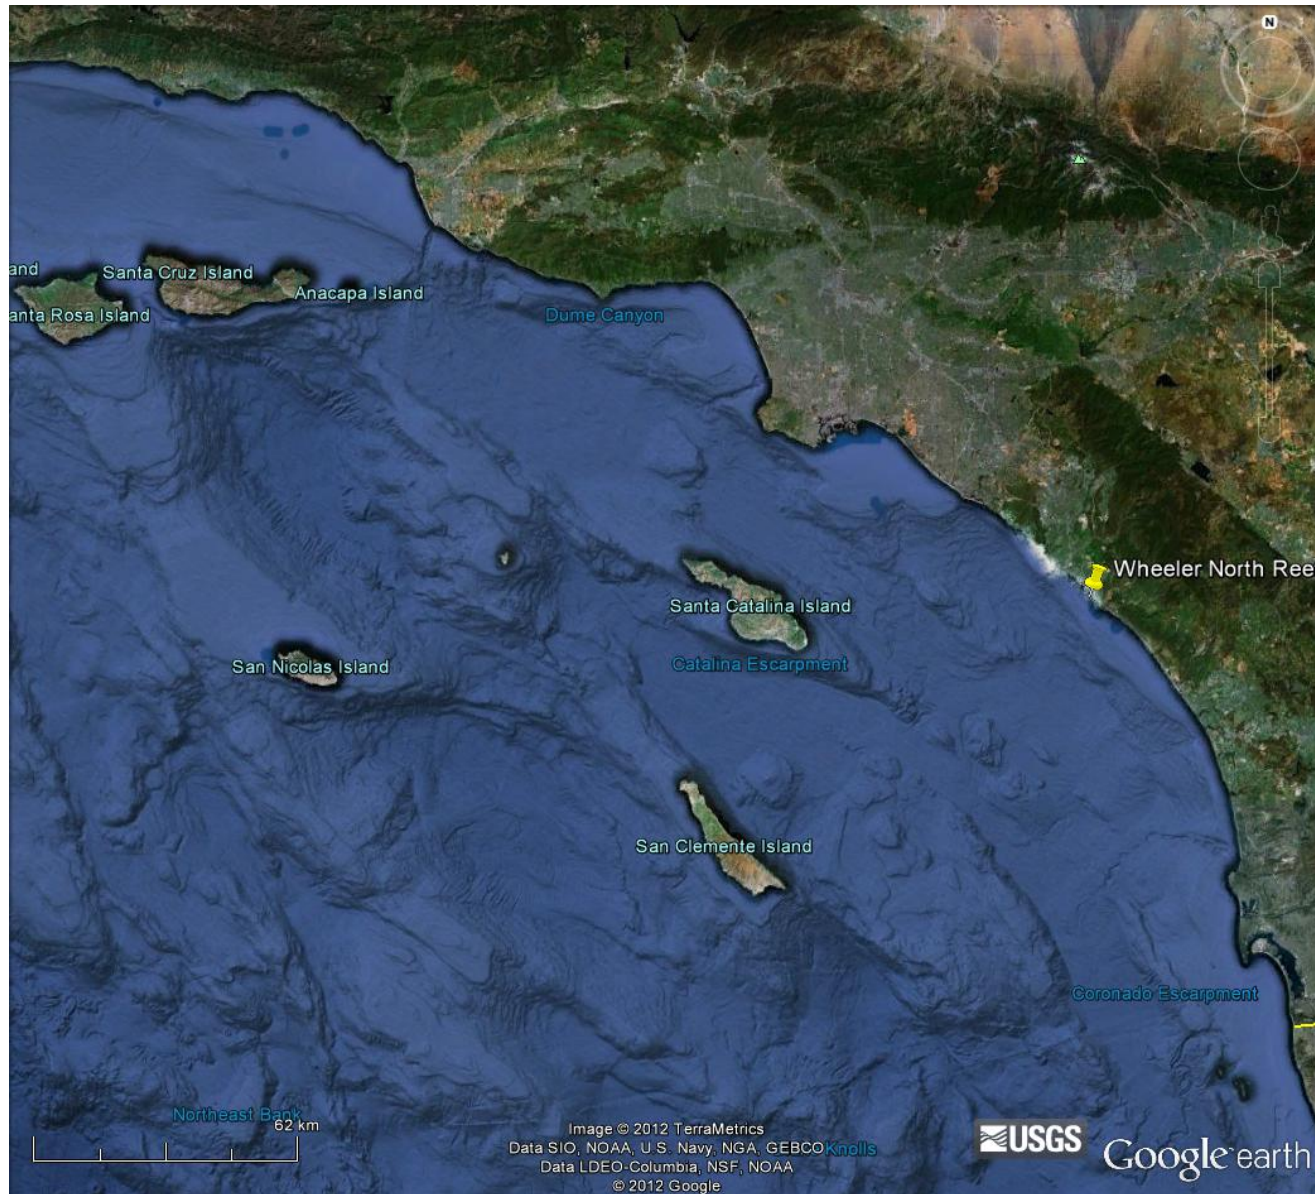 N
and
Santa Cruz Island
Anacapa Island
anta Rosa Island
Dume Canyon
Wheeler North Ree
Santa Catalina Island
San Nicolas Island
Catalina Escarpment
San Clemente Island
Coronado Escarpment
Northeast Bank
62 km
Image © 2012 TerraMetrics
Data SIO, NOAA, U.S. Navy, NGA, GEBCO
Knolls
Data LDEO-Columbia, NSF, NOAA
© 2012 Google
USGS
Google earth